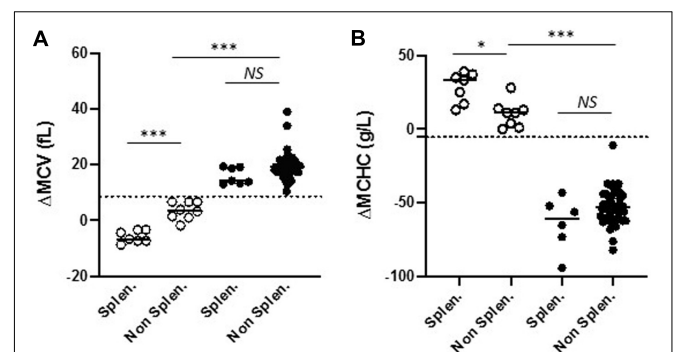 A
ΔMCV (fL)
60
40
20
0
-20
***
***
NS
Splen.
Non Splen.
Splen.
Non Splen.
B
ΔMCHC (g/L)
50
0
-50
-100
*
***
NS
Splen.
Non Splen.
Splen.
Non Splen.